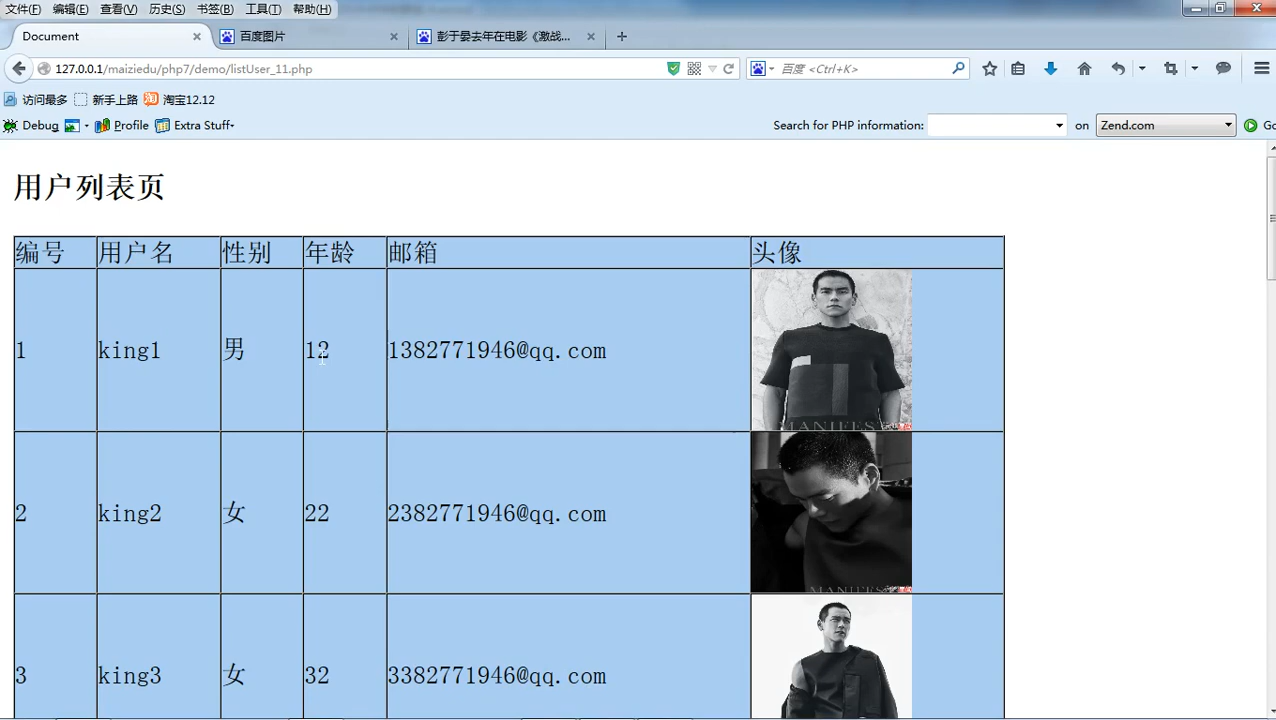 文件(F) 编辑(E) 查看(V) 历史(S) 书签(B) 工具(T) 帮助(H)
Document 百度图片 彭于晏去年在电影《激战...
127.0.0.1/maiziedu/php7/demo/listUser_11.php 百度 <Ctrl+K>
访问最多 新手上路 淘宝12.12
Debug Profile Extra Stuff Search for PHP information: on Zend.com Go
用户列表页
编号 用户名 性别 年龄 邮箱 头像
1 king1 男 12 1382771946@qq.com
MANIFES
2 king2 女 22 2382771946@qq.com
MANIFES
3 king3 女 32 3382771946@qq.com